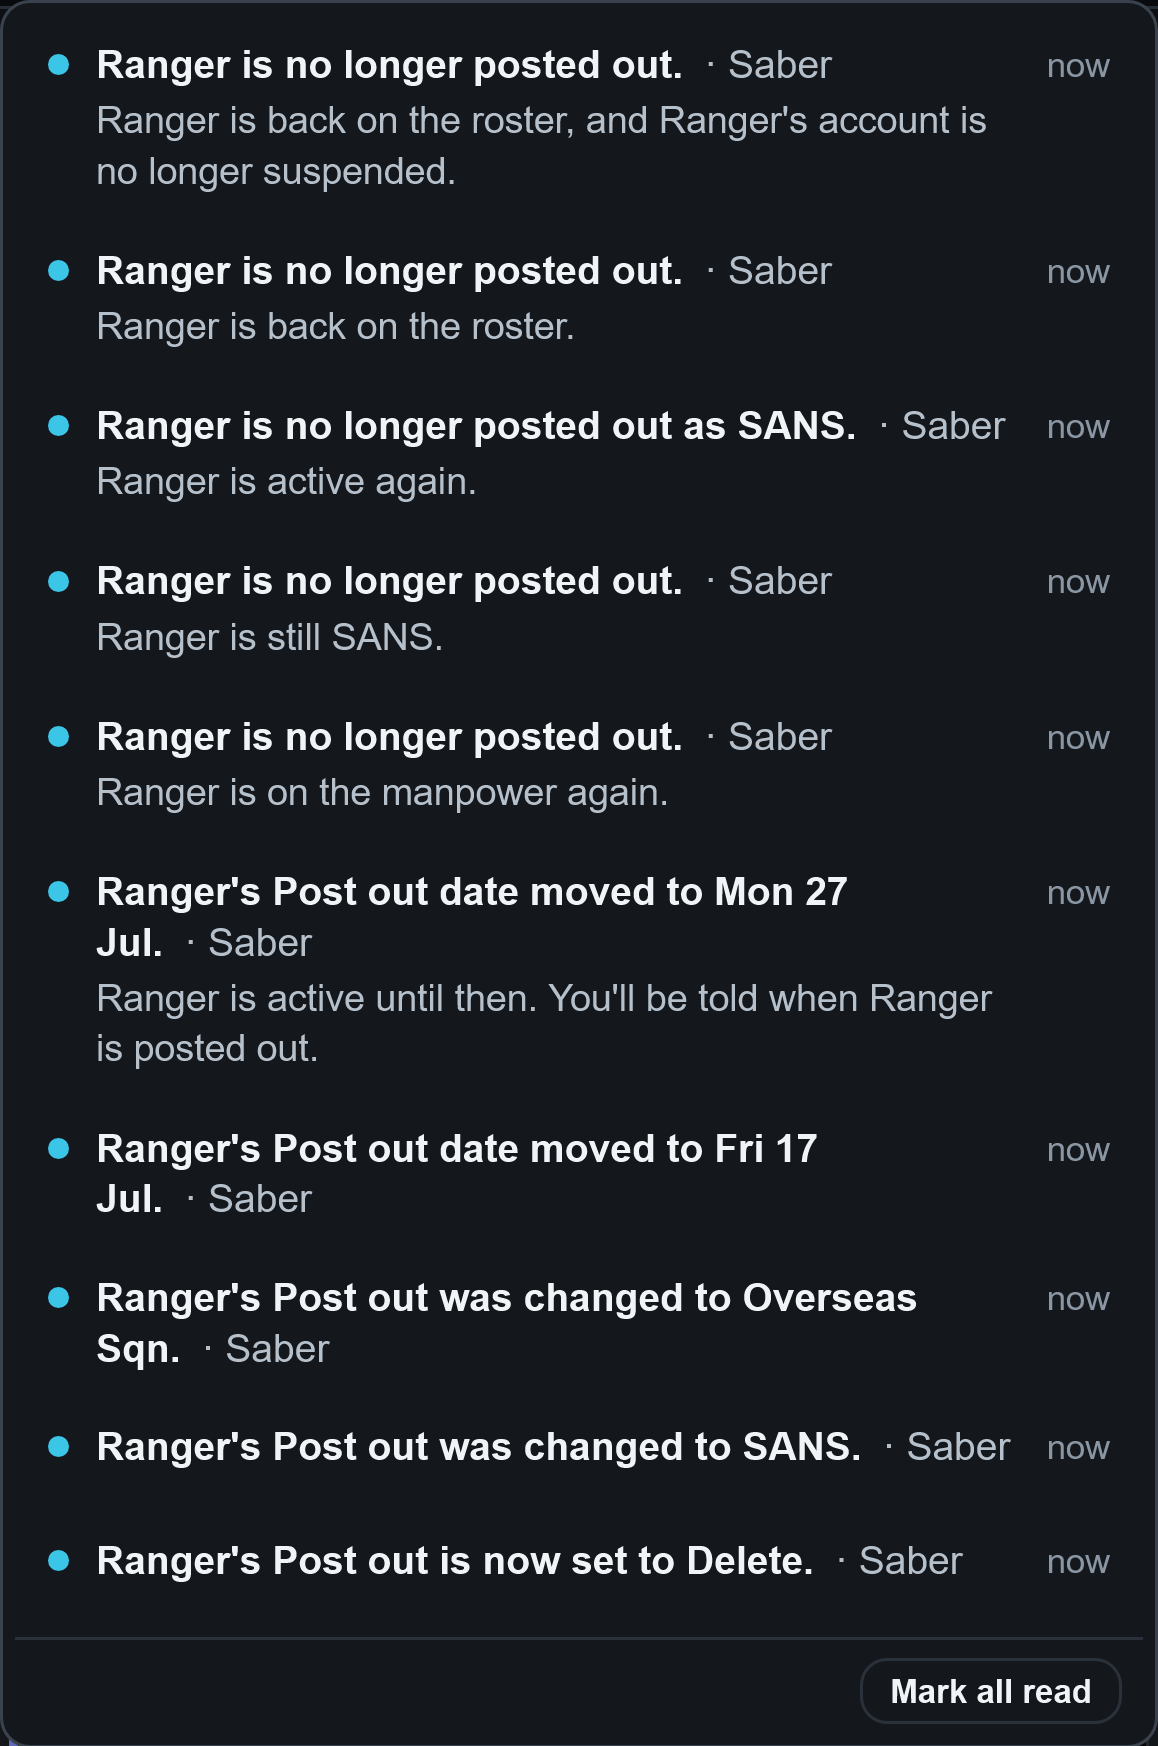 Ranger is no longer posted out. · Saber now
Ranger is back on the roster, and Ranger's account is
no longer suspended.
Ranger is no longer posted out. · Saber now
Ranger is back on the roster.
Ranger is no longer posted out as SANS. · Saber now
Ranger is active again.
Ranger is no longer posted out. · Saber now
Ranger is still SANS.
Ranger is no longer posted out. · Saber now
Ranger is on the manpower again.
Ranger's Post out date moved to Mon 27 now
Jul. · Saber
Ranger is active until then. You'll be told when Ranger
is posted out.
Ranger's Post out date moved to Fri 17 now
Jul. · Saber
Ranger's Post out was changed to Overseas now
Sqn. · Saber
Ranger's Post out was changed to SANS. · Saber now
Ranger's Post out is now set to Delete. · Saber now
Mark all read